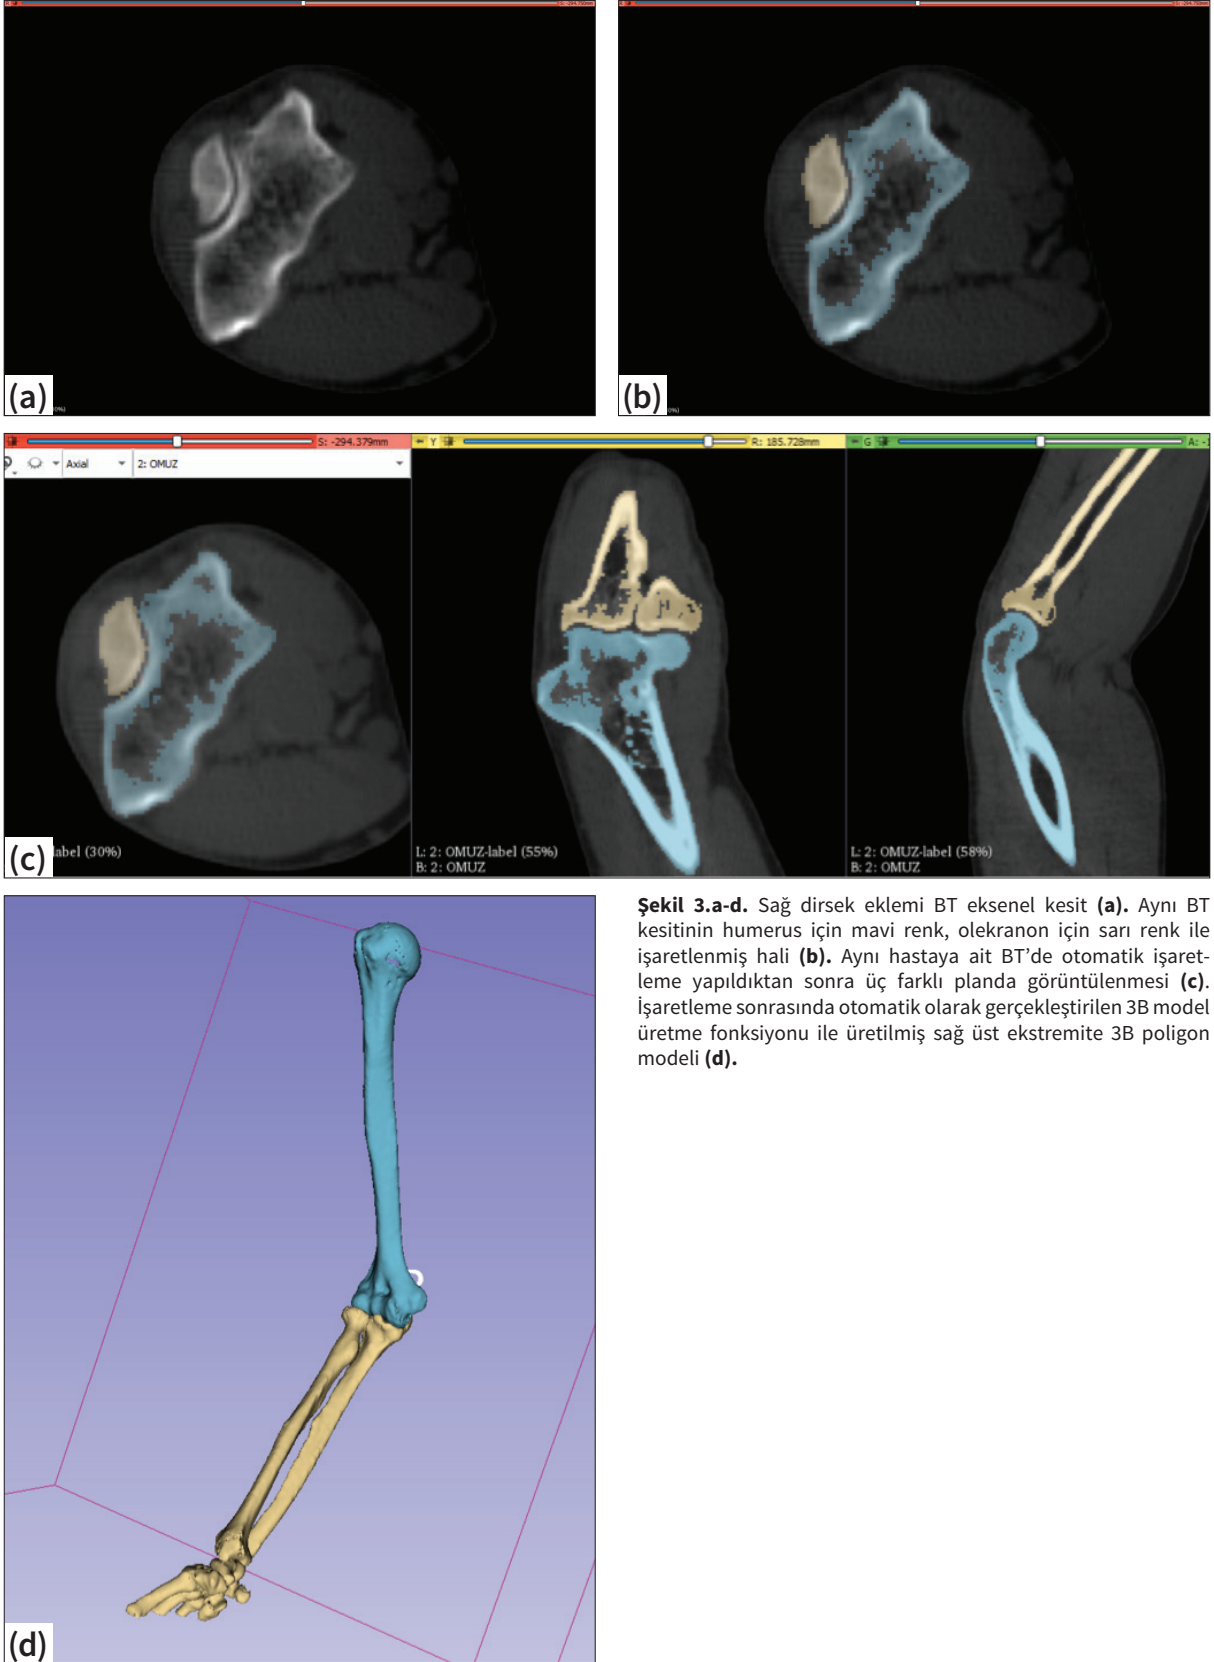 (a)
(b)
S: -294.379mm
Y
R: 185.728mm
G
Axial
2: OMUZ
(c)
abel (30%)
L: 2: OMUZ-label (55%)
B: 2: OMUZ
L: 2: OMUZ-label (58%)
B: 2: OMUZ
(d)
Şekil 3.a-d. Sağ dirsek eklemi BT eksenel kesit (a). Aynı BT
kesitinin humerus için mavi renk, olekranon için sarı renk ile
işaretlenmiş hali (b). Aynı hastaya ait BT’de otomatik işaret-
leme yapıldıktan sonra üç farklı planda görüntülenmesi (c).
İşaretleme sonrasında otomatik olarak gerçekleştirilen 3B model
üretme fonksiyonu ile üretilmiş sağ üst ekstremite 3B poligon
modeli (d).